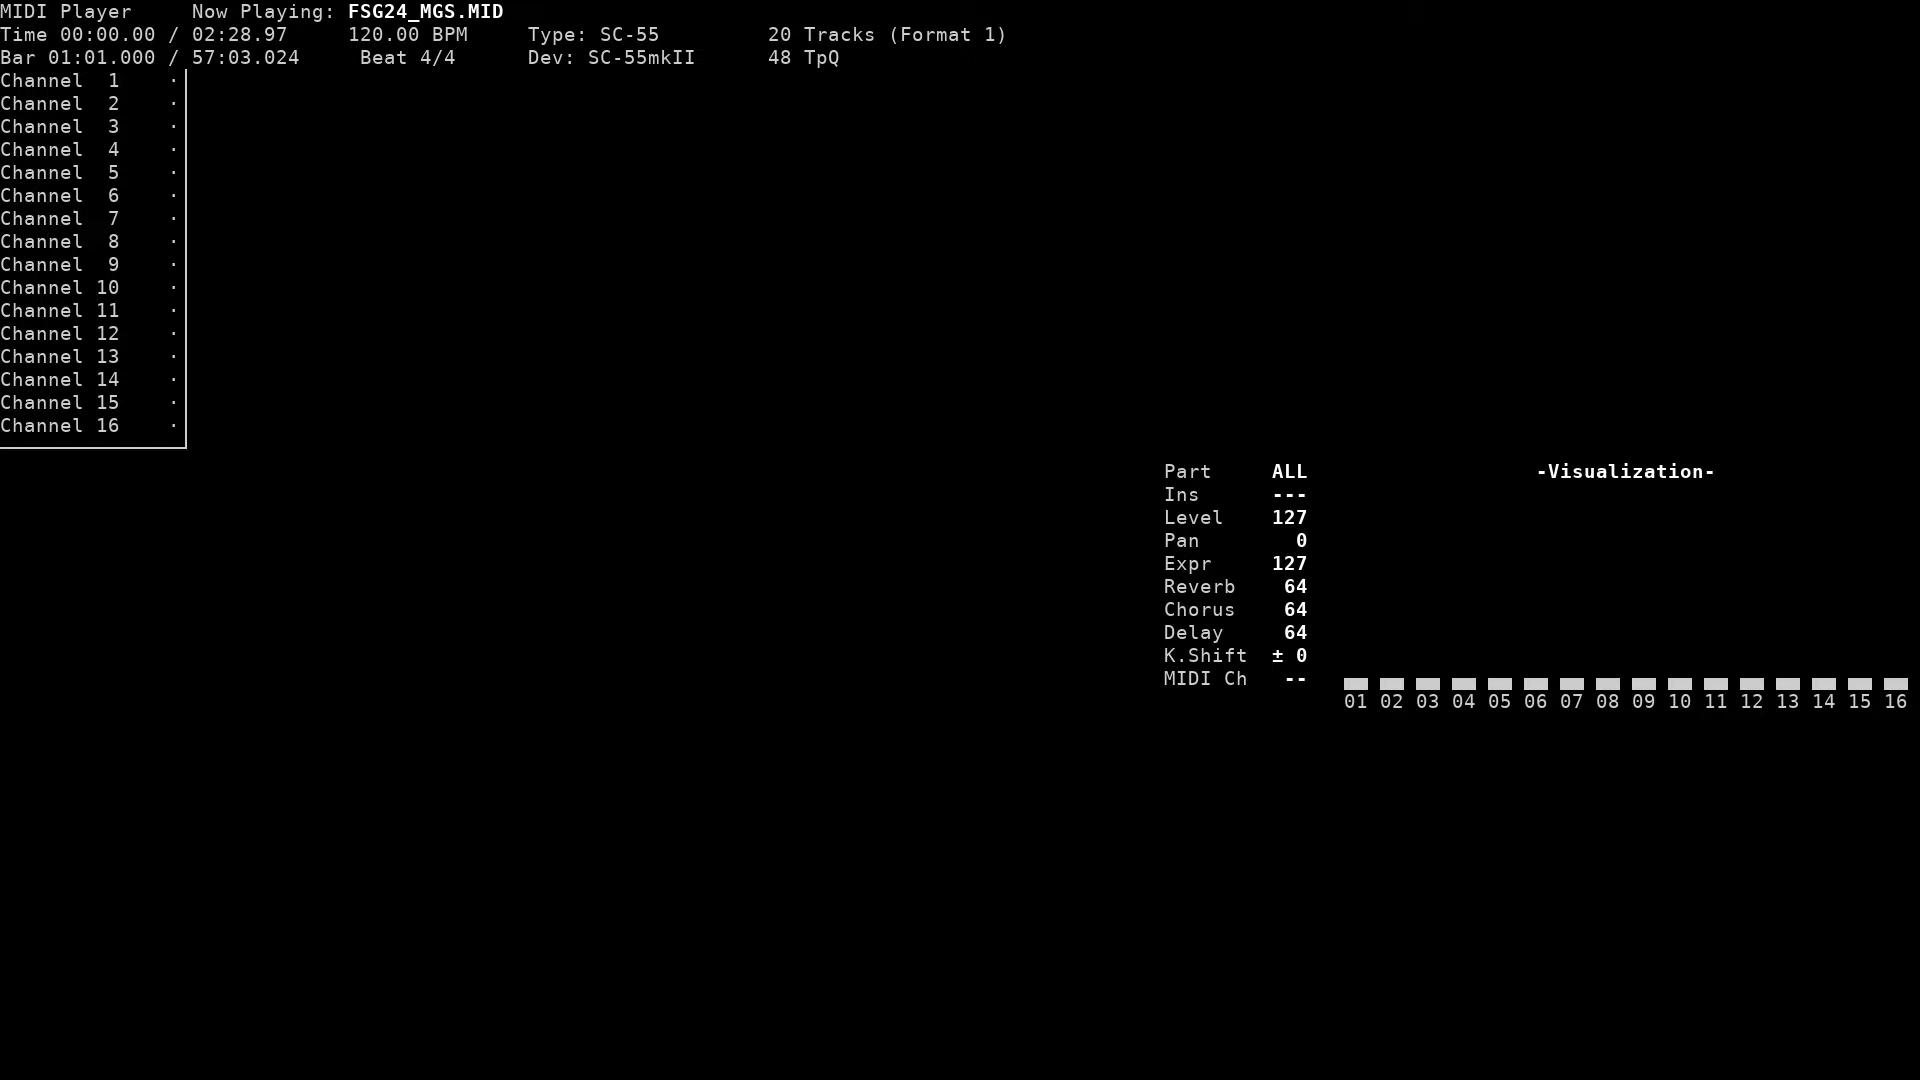 MIDI Player     Now Playing: FSG24_MGS.MID
Time 00:00.00 / 02:28.97     120.00 BPM     Type: SC-55         20 Tracks (Format 1)
Bar 01:01.000 / 57:03.024     Beat 4/4      Dev: SC-55mkII      48 TpQ
Channel  1    ·
Channel  2    ·
Channel  3    ·
Channel  4    ·
Channel  5    ·
Channel  6    ·
Channel  7    ·
Channel  8    ·
Channel  9    ·
Channel 10    ·
Channel 11    ·
Channel 12    ·
Channel 13    ·
Channel 14    ·
Channel 15    ·
Channel 16    ·
Part     ALL     -Visualization-
Ins      ---
Level    127
Pan        0
Expr     127
Reverb    64
Chorus    64
Delay     64
K.Shift  ± 0
MIDI Ch   --
01 02 03 04 05 06 07 08 09 10 11 12 13 14 15 16